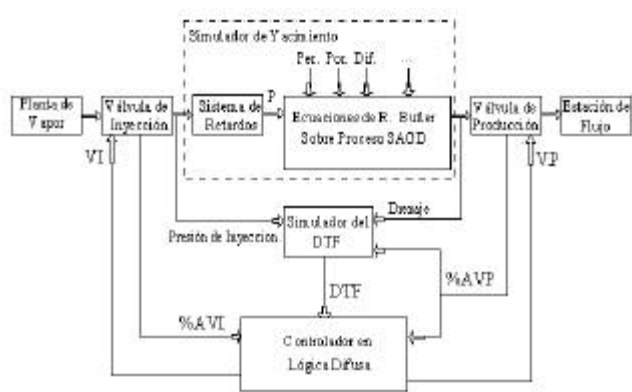 Simulador de Yacimiento
Per. Por. Dif. ...
Planta de
Vapor
Válvula de
Inyección
Sistema de
Retardos
P
Ecuaciones de R. Butler
Sobre Proceso SAGD
Válvula de
Producción
Estación de
Flujo
VI
VP
Drenaje
Presión de Inyeccion
Simulador del
DTF
DTF
%AVP
%AVI
Controlador en
Lógica Difusa